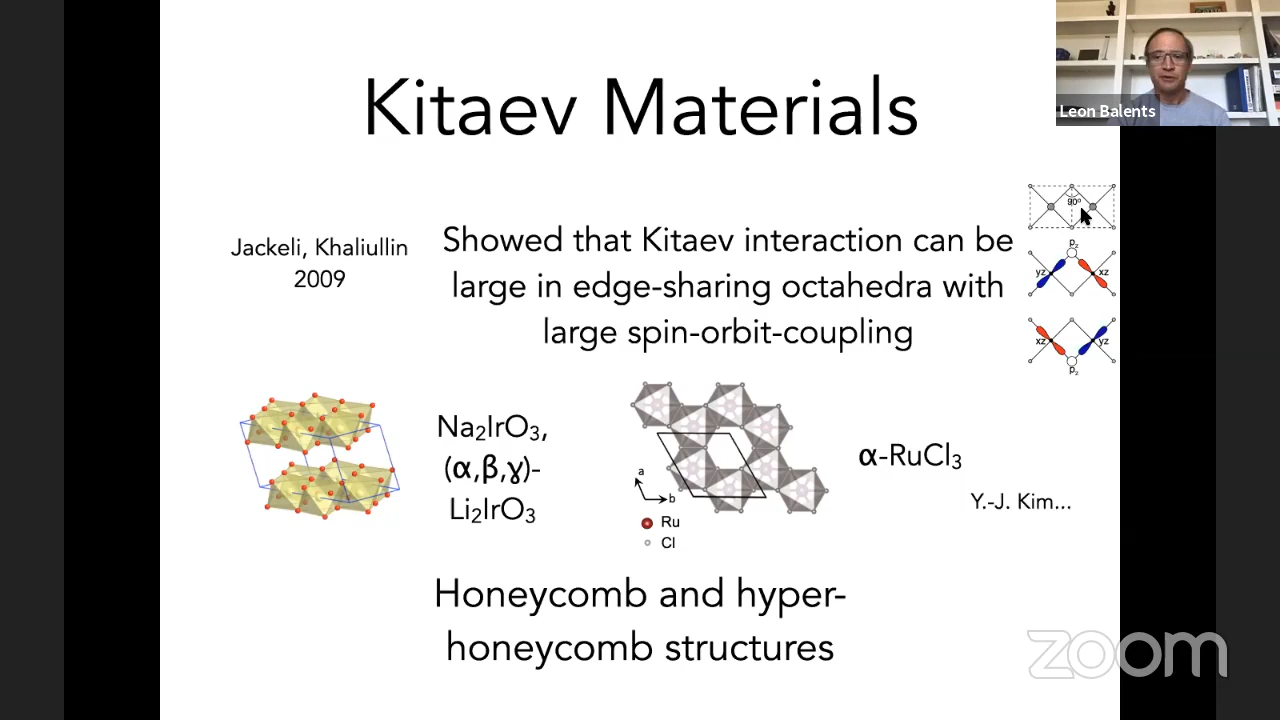 Leon Balents
Kitaev Materials
Jackeli, Khaliullin
2009
Showed that Kitaev interaction can be
large in edge-sharing octahedra with
large spin-orbit-coupling
90º
pz
yz
xz
xz
yz
pz
Na₂IrO₃,
(α,β,γ)-
Li₂IrO₃
a
b
Ru
Cl
α-RuCl₃
Y.-J. Kim...
Honeycomb and hyper-
honeycomb structures
zoom